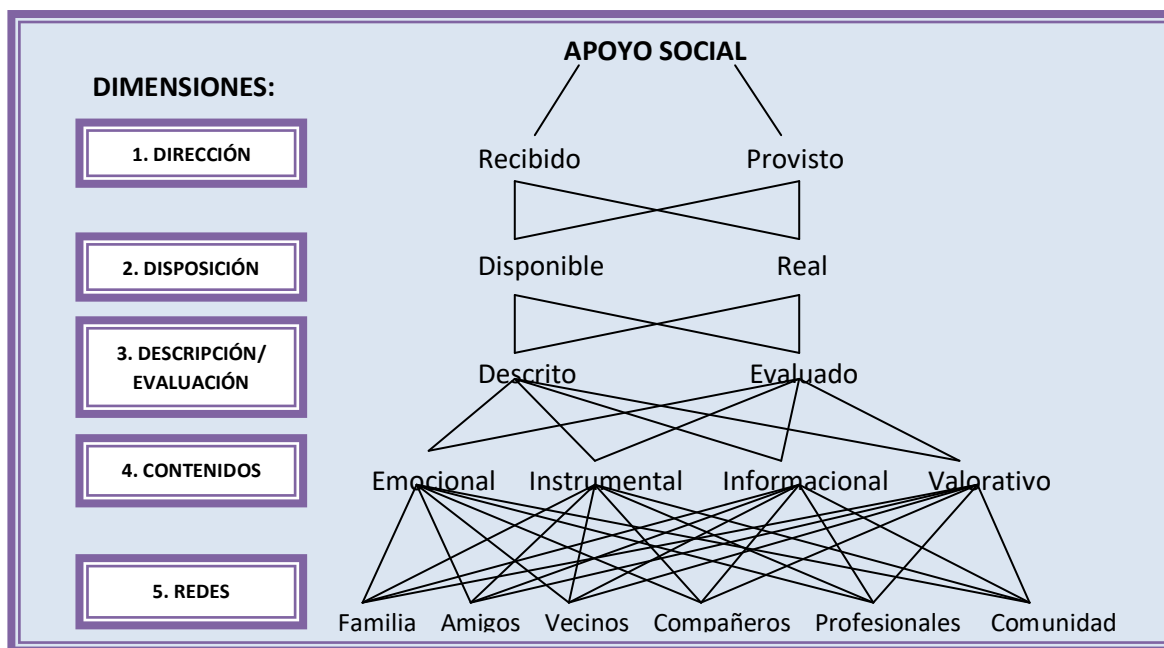 APOYO SOCIAL
DIMENSIONES:
1. DIRECCIÓN
Recibido Provisto
2. DISPOSICIÓN
Disponible Real
3. DESCRIPCIÓN/
EVALUACIÓN
Descrito Evaluado
4. CONTENIDOS
Emocional Instrumental Informacional Valorativo
5. REDES
Familia Amigos Vecinos Compañeros Profesionales Comunidad